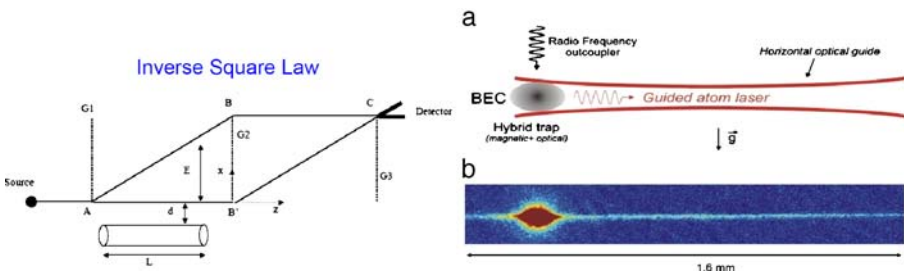 Inverse Square Law
G1
B
C
Detector
G2
E
x
G3
Source
A
d
B'
z
L
a
Radio Frequency
outcoupler
Horizontal optical guide
BEC
Guided atom laser
Hybrid trap
(magnetic+ optical)
g
b
1.6 mm